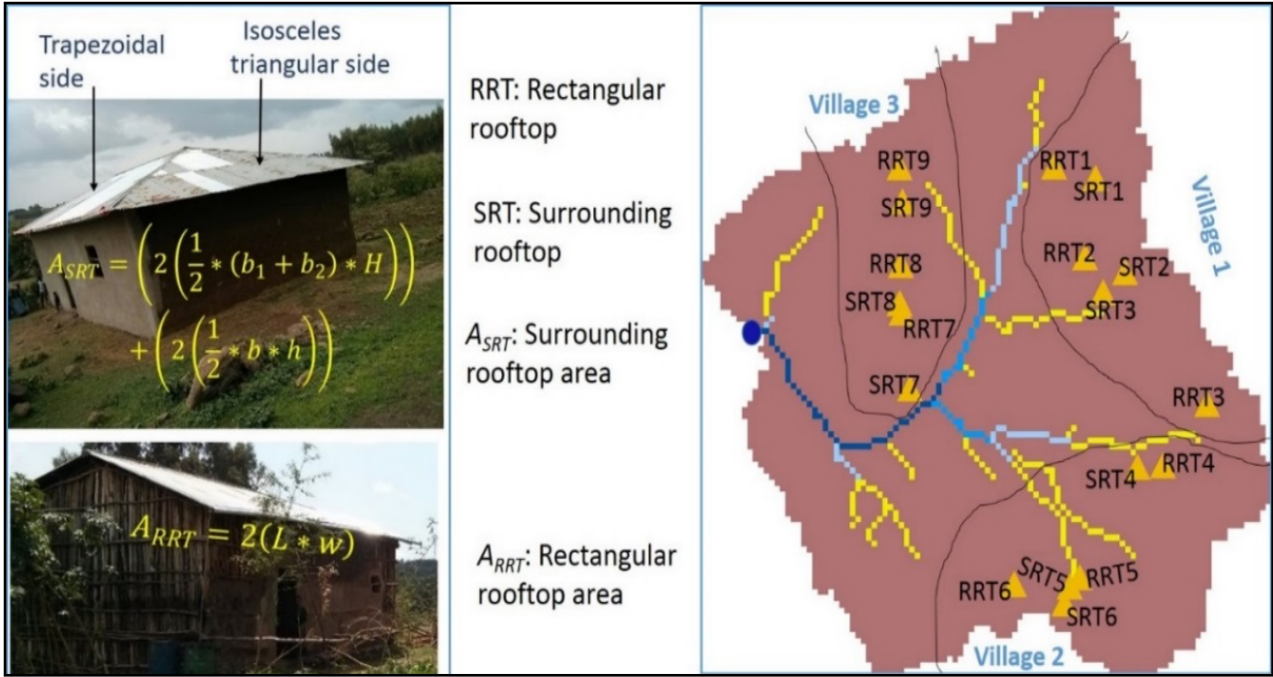 Trapezoidal
side
Isosceles
triangular side
A_SRT = (2(1/2 * (b₁ + b₂) * H))
+ (2(1/2 * b * h))
A_RRT = 2(L * w)
RRT: Rectangular
rooftop
SRT: Surrounding
rooftop
A_SRT: Surrounding
rooftop area
A_RRT: Rectangular
rooftop area
Village 3
RRT9
SRT9
RRT8
SRT8
RRT7
SRT7
RRT1
SRT1
Village 1
RRT2
SRT2
SRT3
RRT3
SRT4
RRT4
RRT6
SRT5
RRT5
SRT6
Village 2